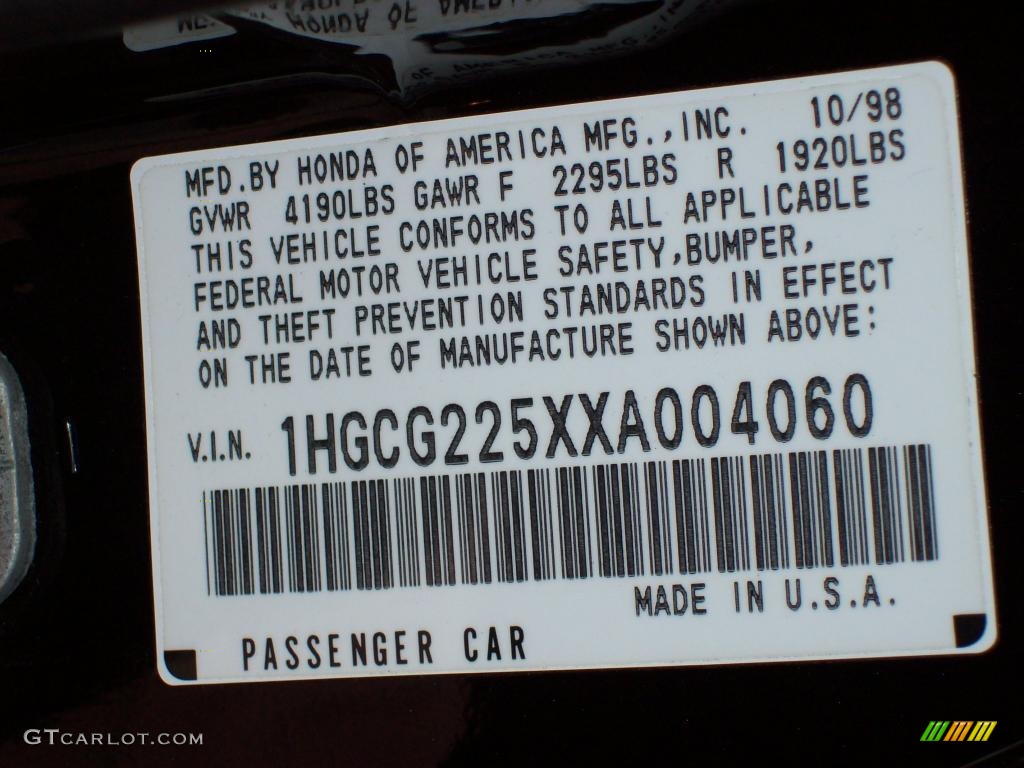 MFD.BY HONDA OF AMERICA MFG.,INC. 10/98
GVWR 4190LBS GAWR F 2295LBS R 1920LBS
THIS VEHICLE CONFORMS TO ALL APPLICABLE
FEDERAL MOTOR VEHICLE SAFETY,BUMPER,
AND THEFT PREVENTION STANDARDS IN EFFECT
ON THE DATE OF MANUFACTURE SHOWN ABOVE:
V.I.N. 1HGCG225XXA004060
MADE IN U.S.A.
PASSENGER CAR
GTCARLOT.COM